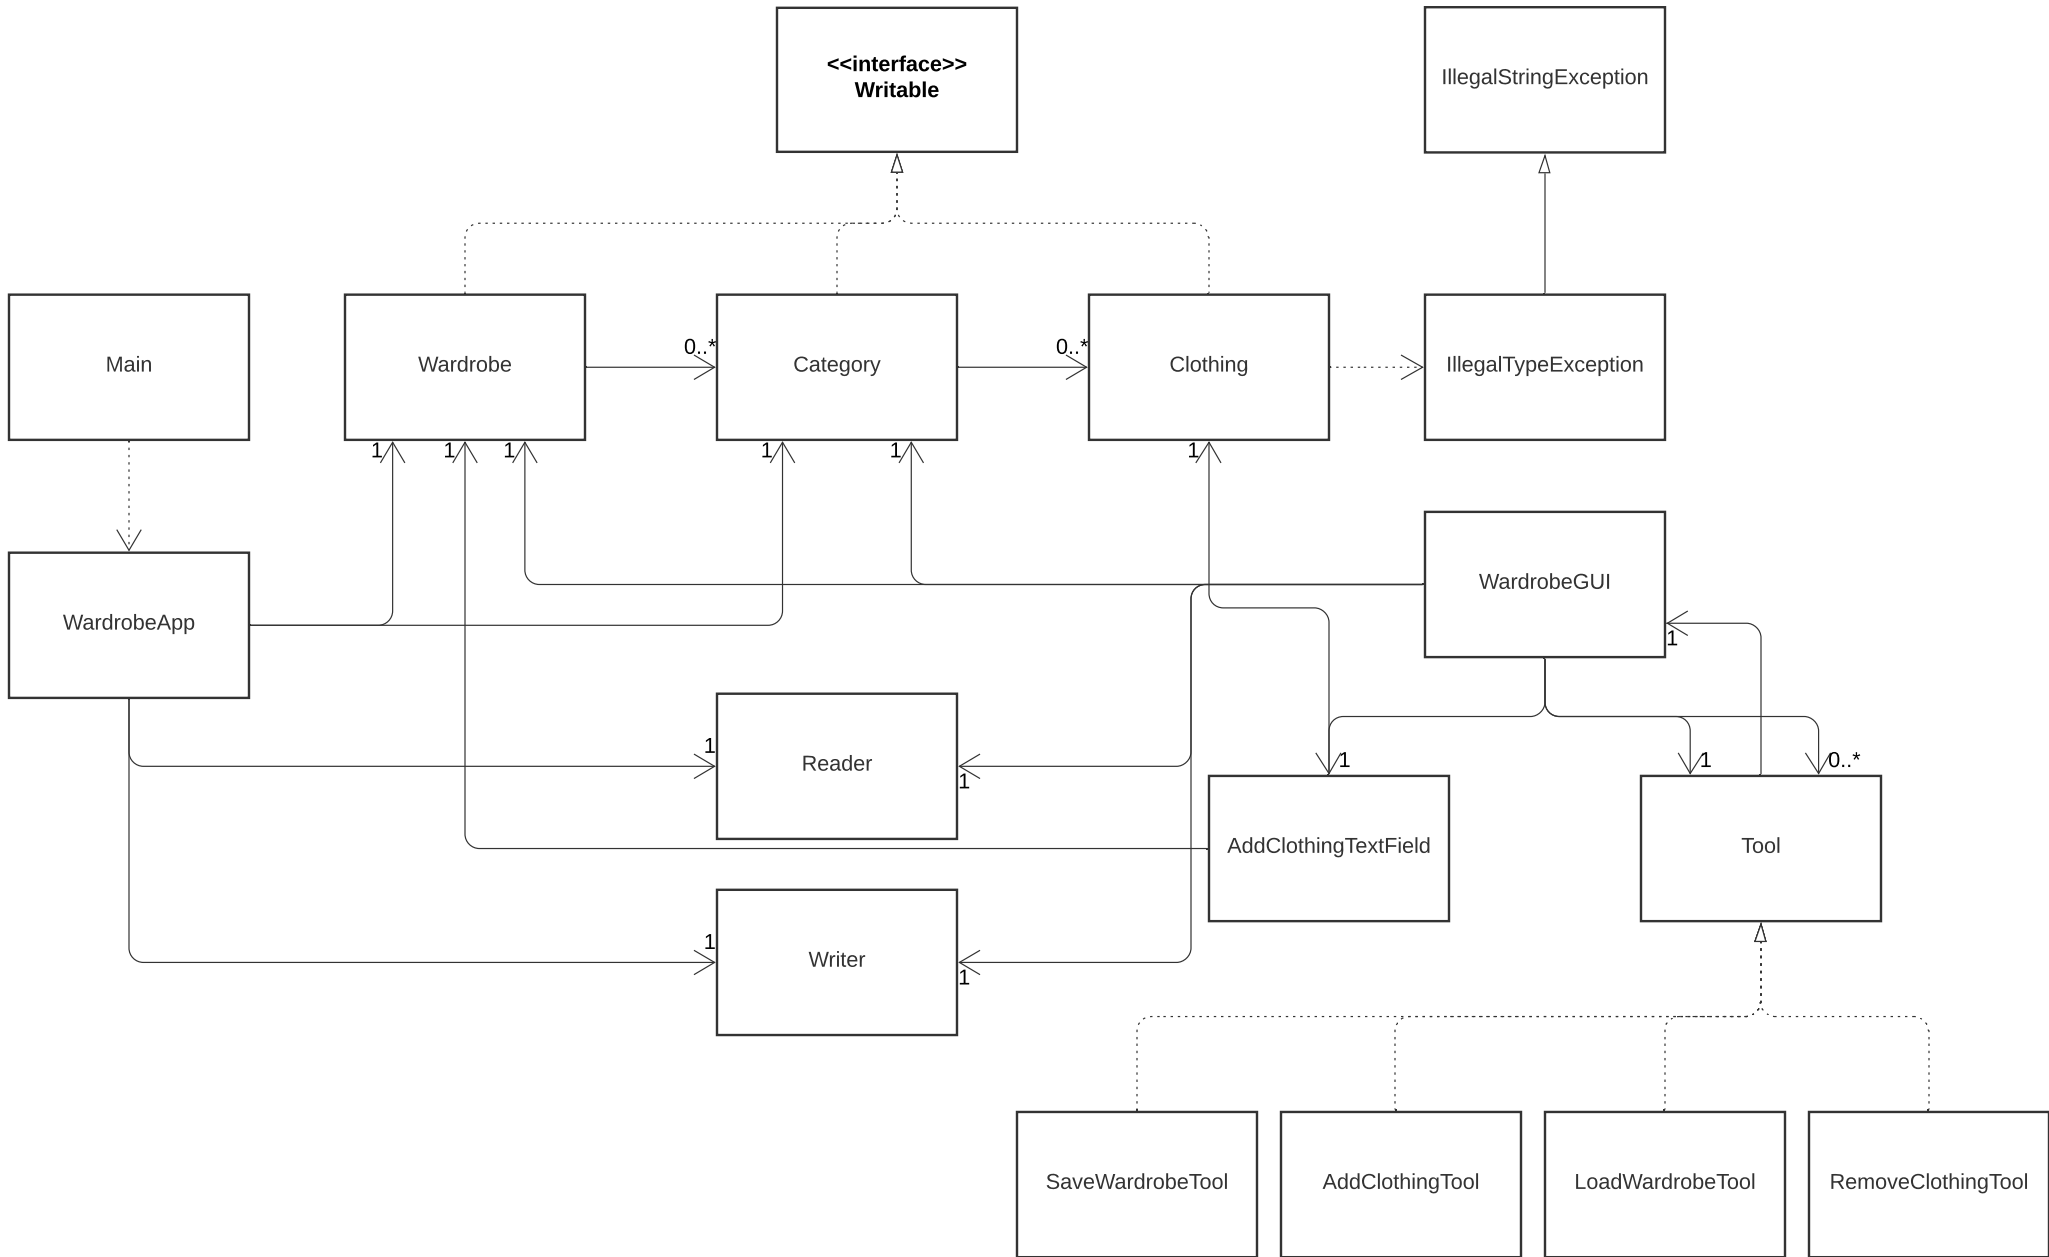 <<interface>>
Writable
IllegalStringException
Main
Wardrobe
0..*
Category
0..*
Clothing
IllegalTypeException
1
1
1
1
1
1
WardrobeApp
WardrobeGUI
1
1
Reader
1
1
1
0..*
AddClothingTextField
Tool
1
Writer
1
SaveWardrobeTool
AddClothingTool
LoadWardrobeTool
RemoveClothingTool